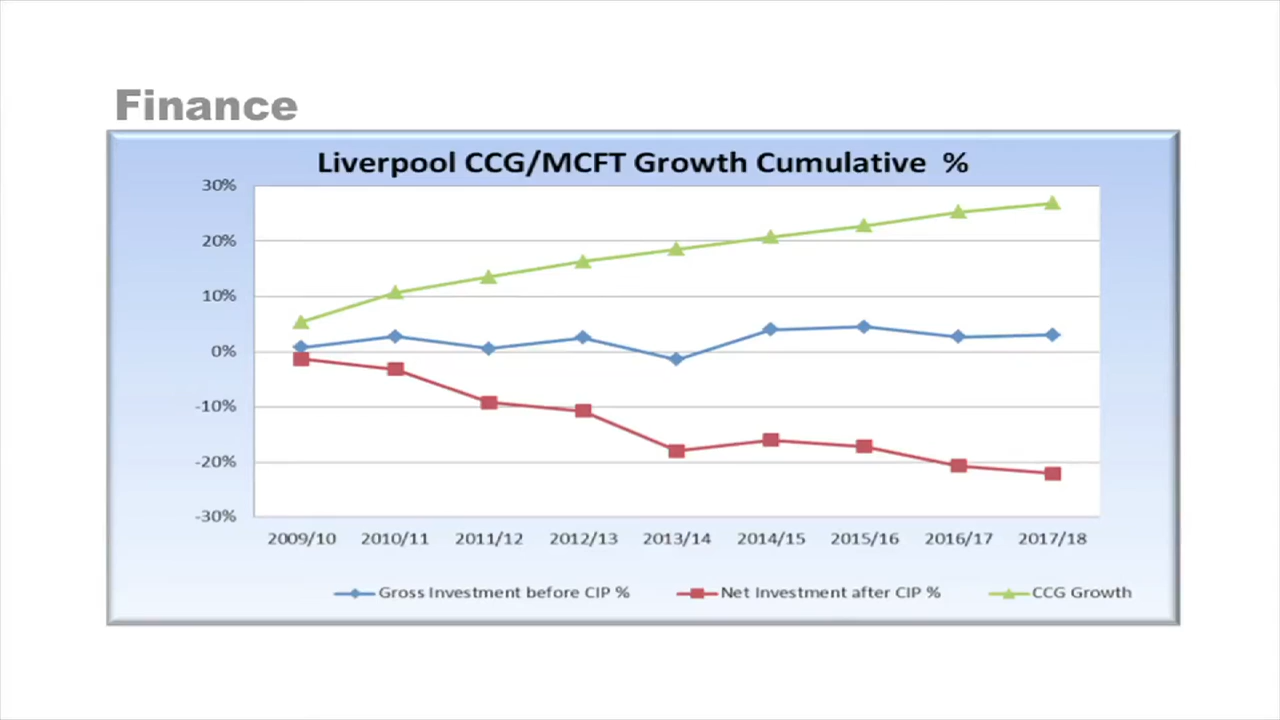 Finance
Liverpool CCG/MCFT Growth Cumulative %
30%
20%
10%
0%
-10%
-20%
-30%
2009/10 2010/11 2011/12 2012/13 2013/14 2014/15 2015/16 2016/17 2017/18
Gross Investment before CIP % Net Investment after CIP % CCG Growth